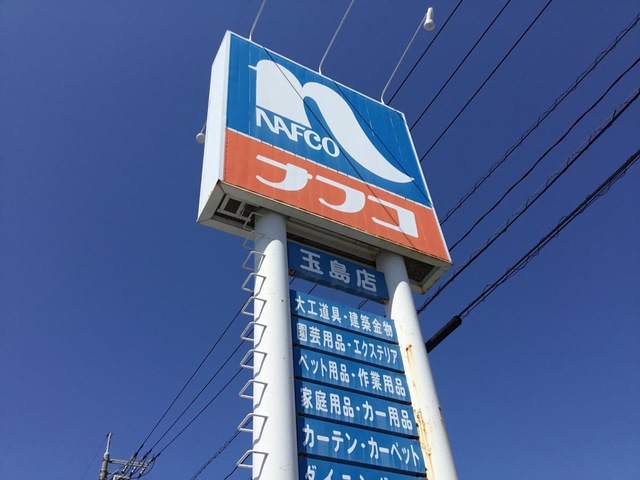 NAFCO
ナフコ
玉島店
大工道具・建築金物
園芸用品・エクステリア
ペット用品・作業用品
家庭用品・カー用品
カーテン・カーペット